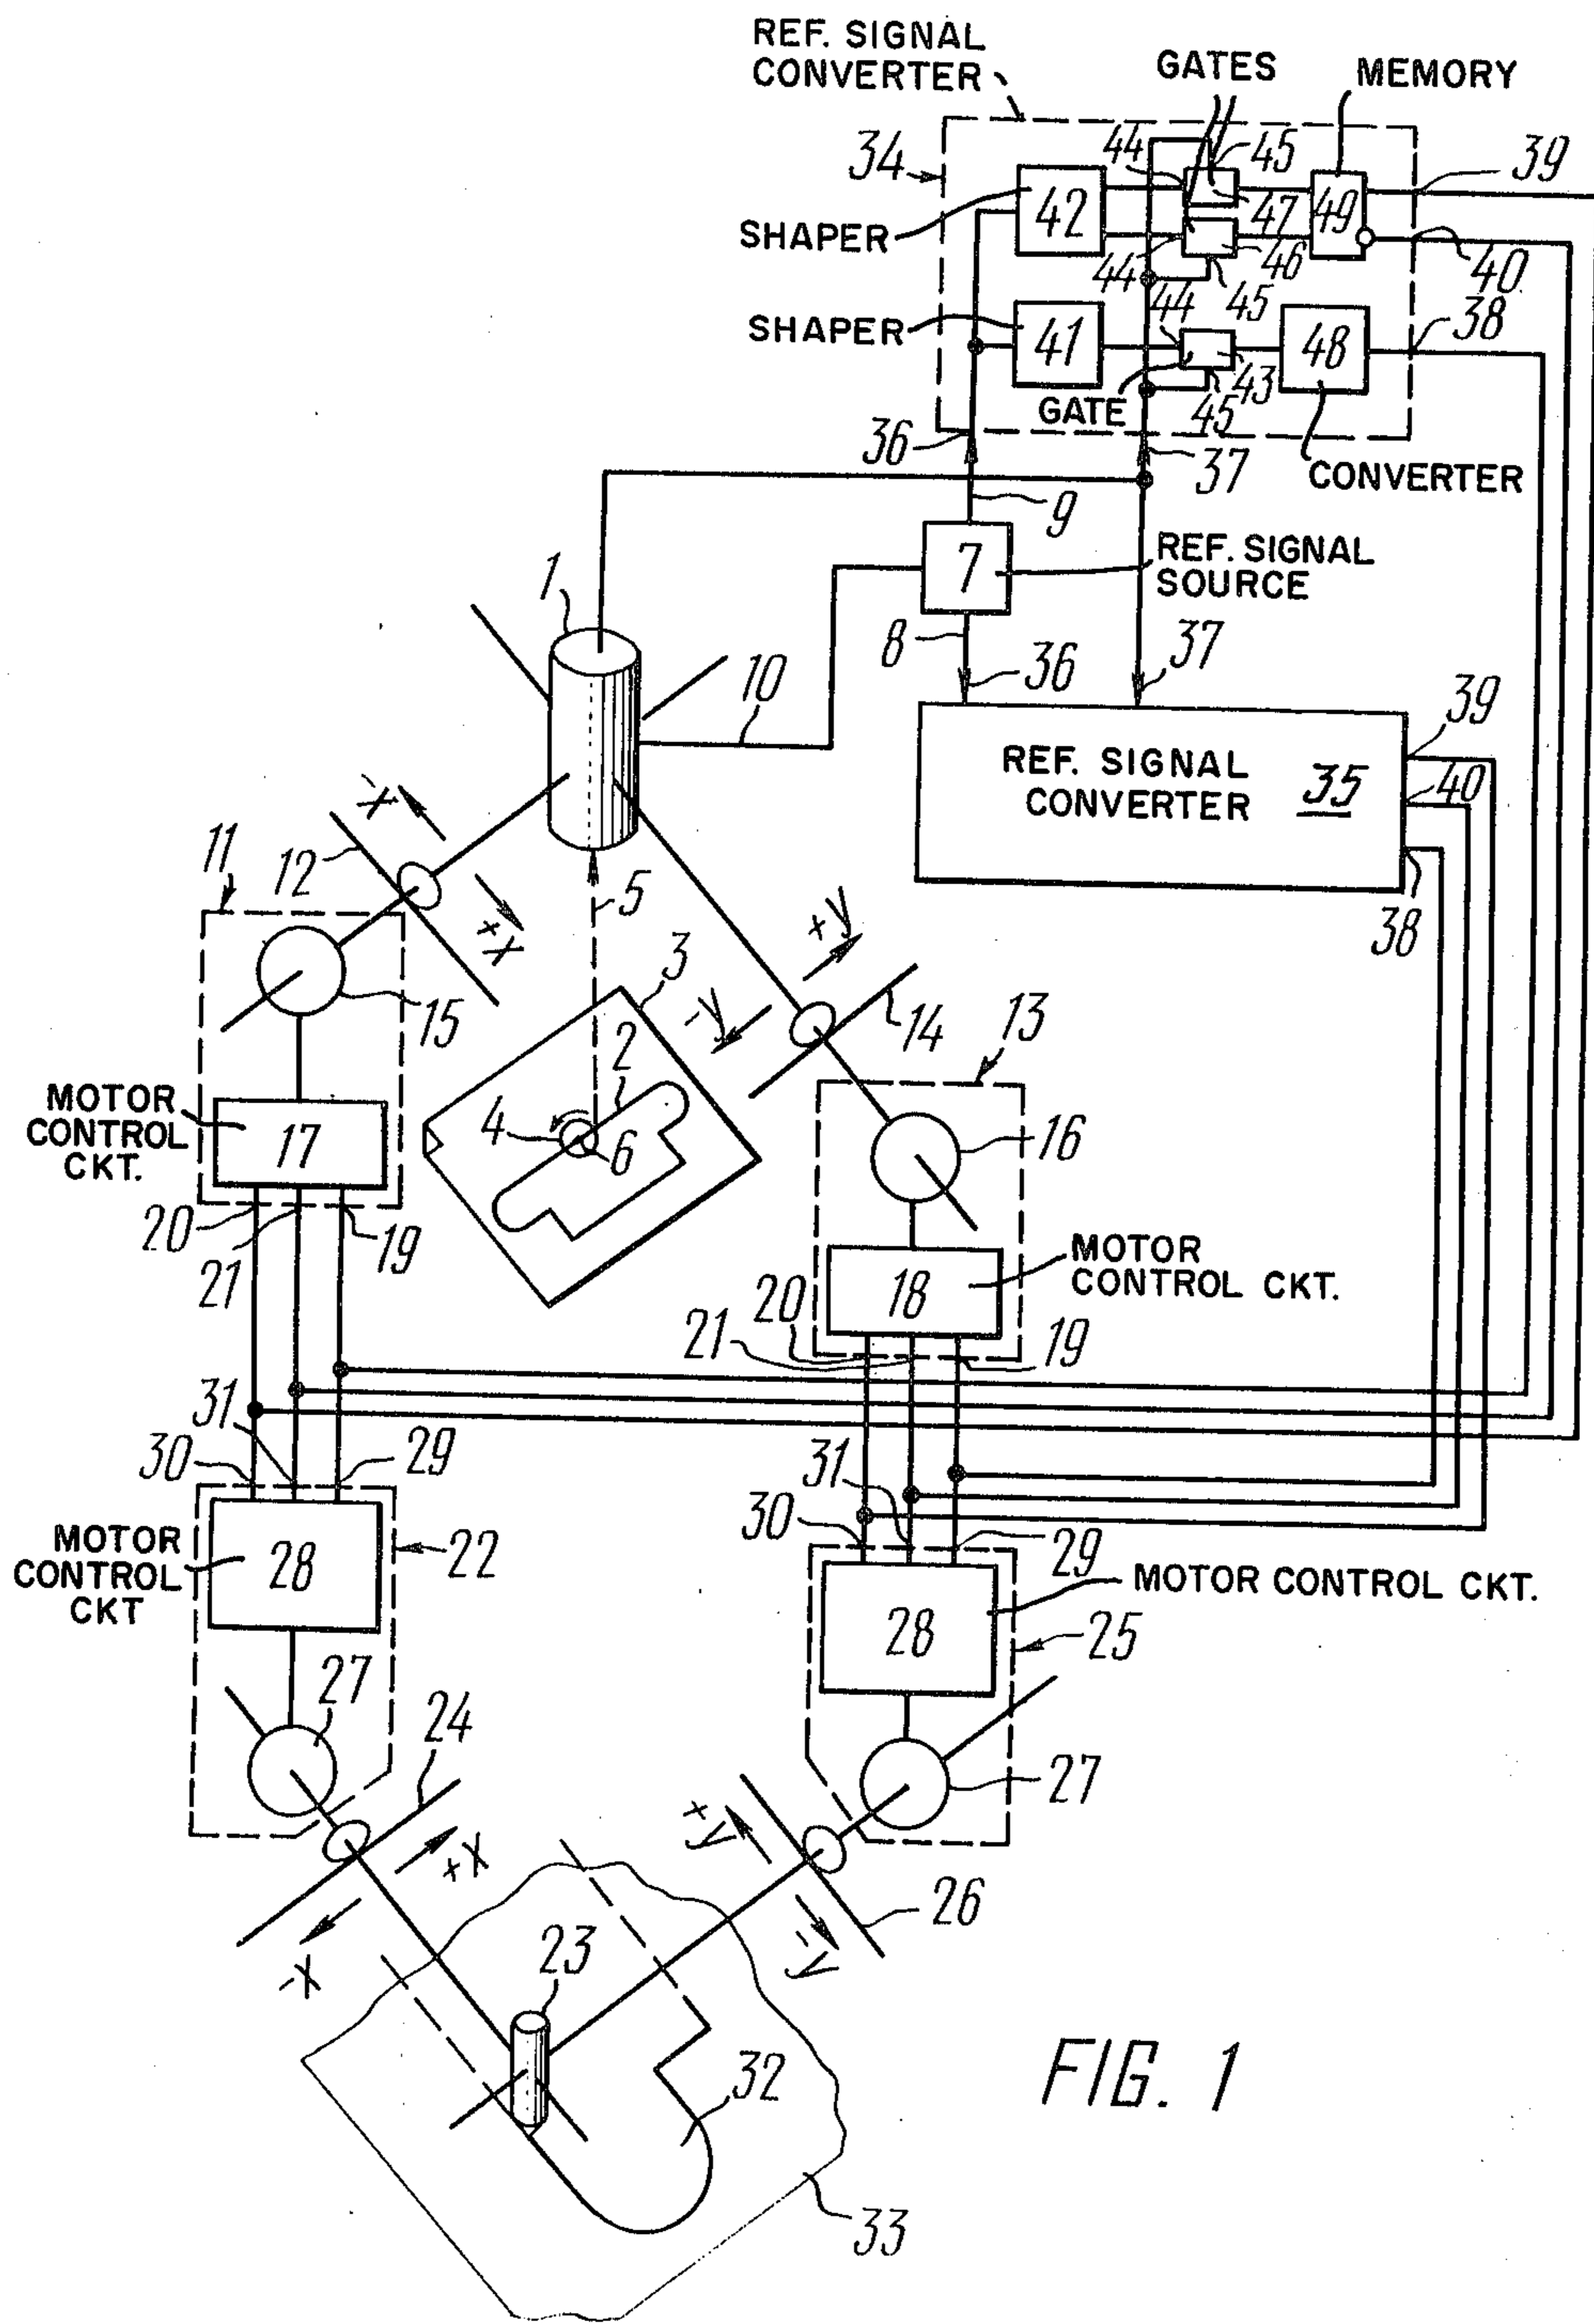 REF. SIGNAL
CONVERTER
GATES
MEMORY
34
44
45
39
42
47
49
SHAPER
44
46
45
40
44
SHAPER
41
43
48
38
GATE
45
36
37
CONVERTER
9
1
7
REF. SIGNAL
SOURCE
8
36
37
10
39
REF. SIGNAL
CONVERTER 35
40
38
-X
11
12
+X
5
+y
3
-y
14
15
2
13
MOTOR
CONTROL
CKT.
17
4
6
16
20
21
19
MOTOR
CONTROL CKT.
18
20
21
19
31
30
29
31
30
29
MOTOR
CONTROL
CKT
28
22
MOTOR CONTROL CKT.
28
25
27
24
27
+y
+X
26
-X
23
-y
32
FIG. 1
33